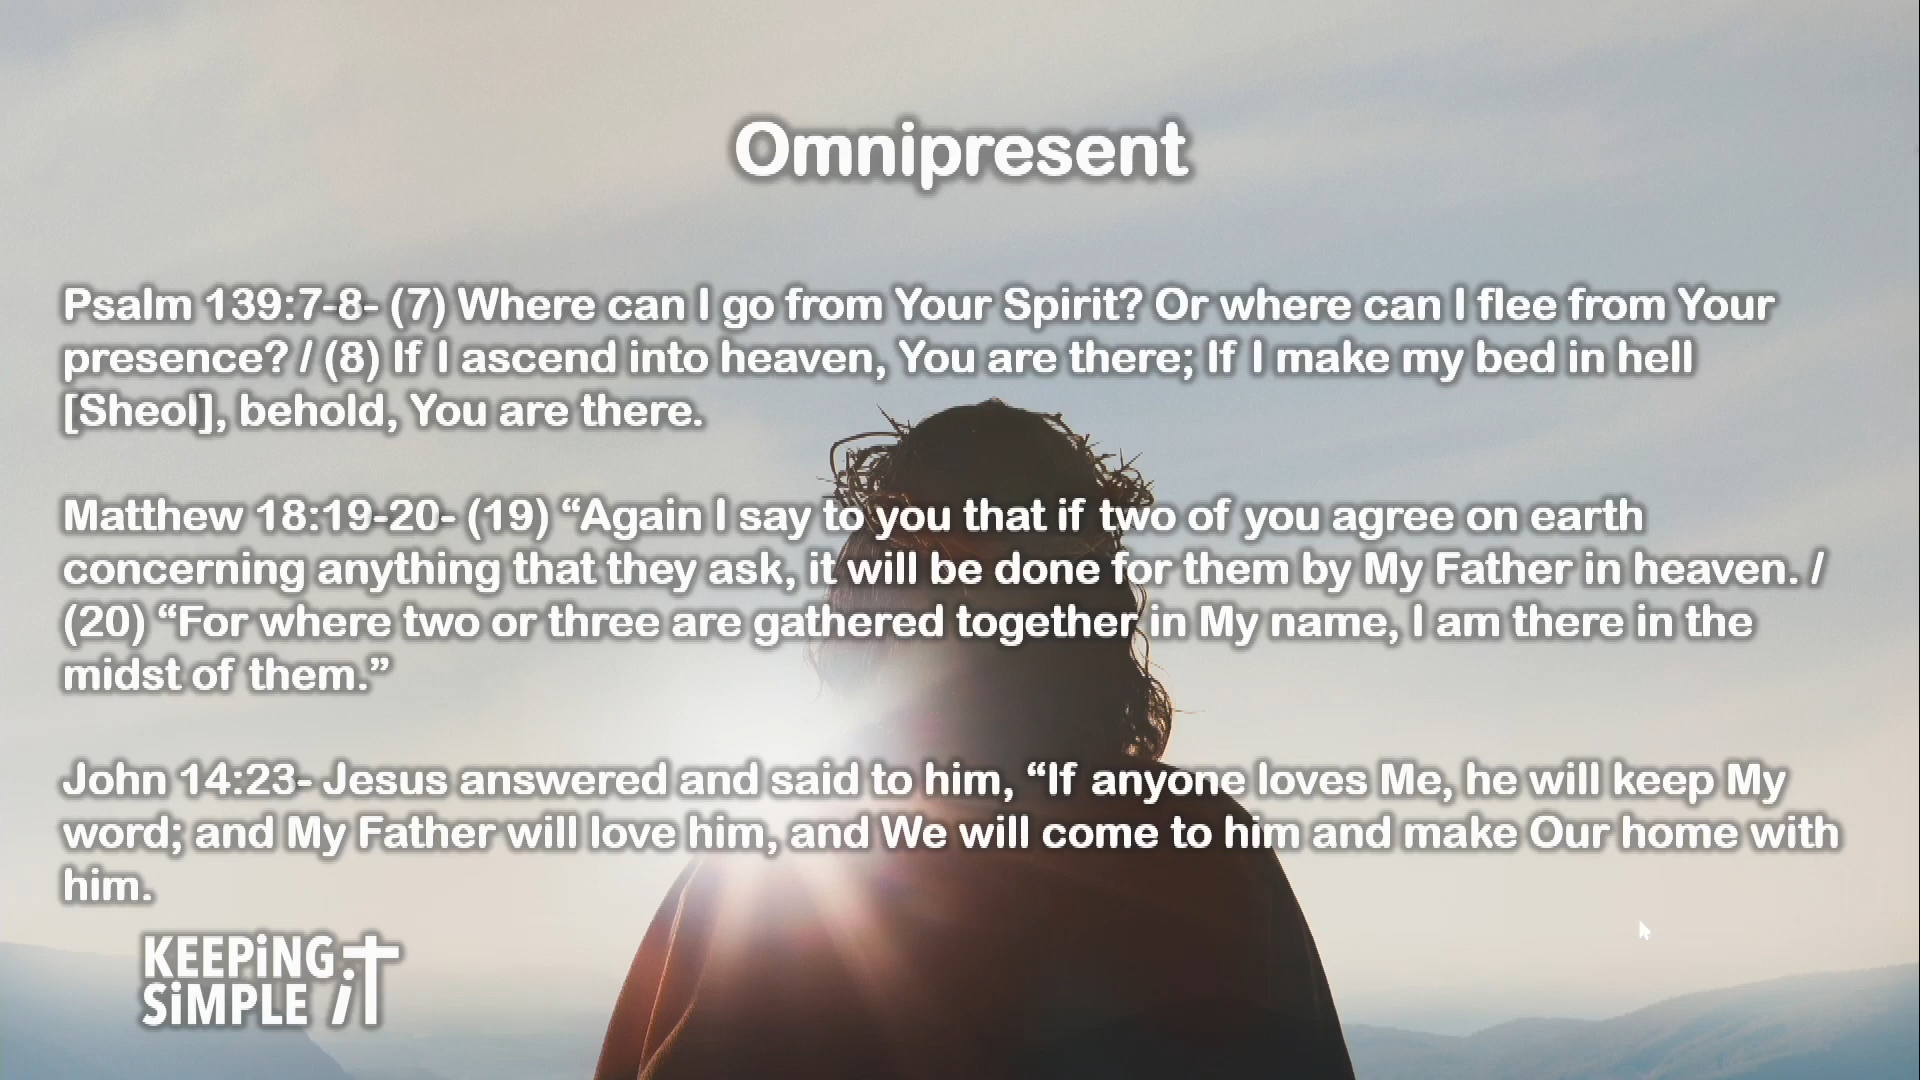 Omnipresent
Psalm 139:7-8- (7) Where can I go from Your Spirit? Or where can I flee from Your
presence? / (8) If I ascend into heaven, You are there; If I make my bed in hell
[Sheol], behold, You are there.
Matthew 18:19-20- (19) “Again I say to you that if two of you agree on earth
concerning anything that they ask, it will be done for them by My Father in heaven. /
(20) “For where two or three are gathered together in My name, I am there in the
midst of them.”
John 14:23- Jesus answered and said to him, “If anyone loves Me, he will keep My
word; and My Father will love him, and We will come to him and make Our home with
him.
KEEPiNG
SiMPLE iT